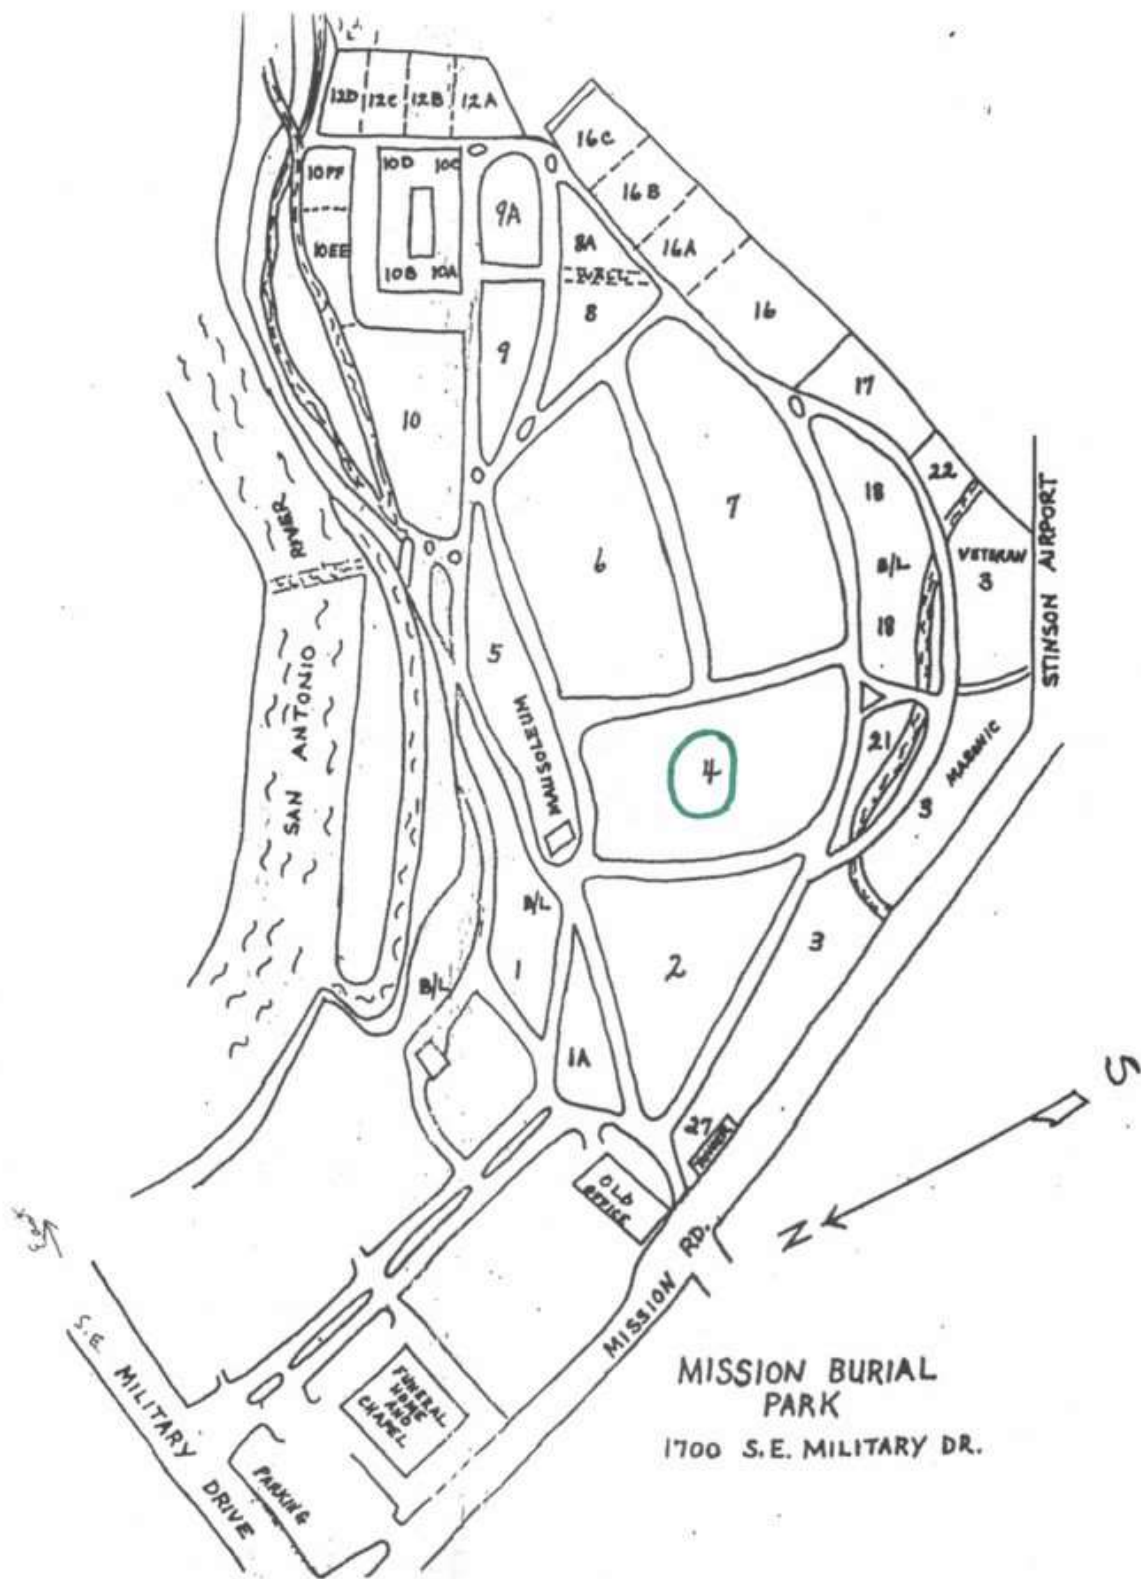 12D 12C 12B 12A
16C
10FF
10D 10C
9A
16B
8A
16A
10EE
10B 10A
8
16
9
17
10
22
18
7
RIVER
6
B/L
VETERAN
3
STINSON AIRPORT
18
5
SAN ANTONIO
MAUSOLEUM
4
21
MASONIC
3
B/L
3
1
2
B/L
1A
S
27
OLD
OFFICE
N
MISSION RD.
S.E. MILITARY DRIVE
FUNERAL
HOME
AND
CHAPEL
PARKING
MISSION BURIAL
PARK
1700 S.E. MILITARY DR.